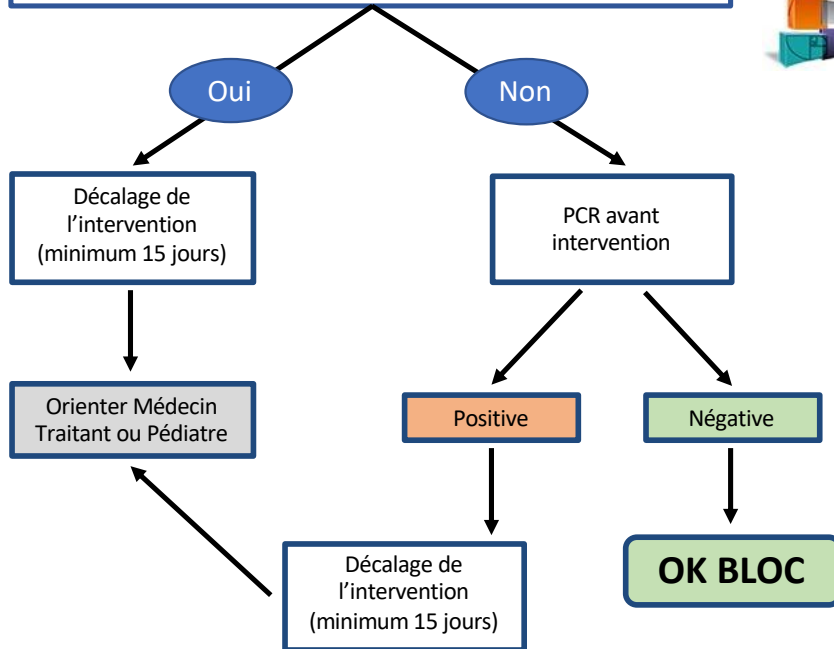 Oui
Non
Décalage de
l’intervention
(minimum 15 jours)
PCR avant
intervention
Orienter Médecin
Traitant ou Pédiatre
Positive
Négative
Décalage de
l’intervention
(minimum 15 jours)
OK BLOC